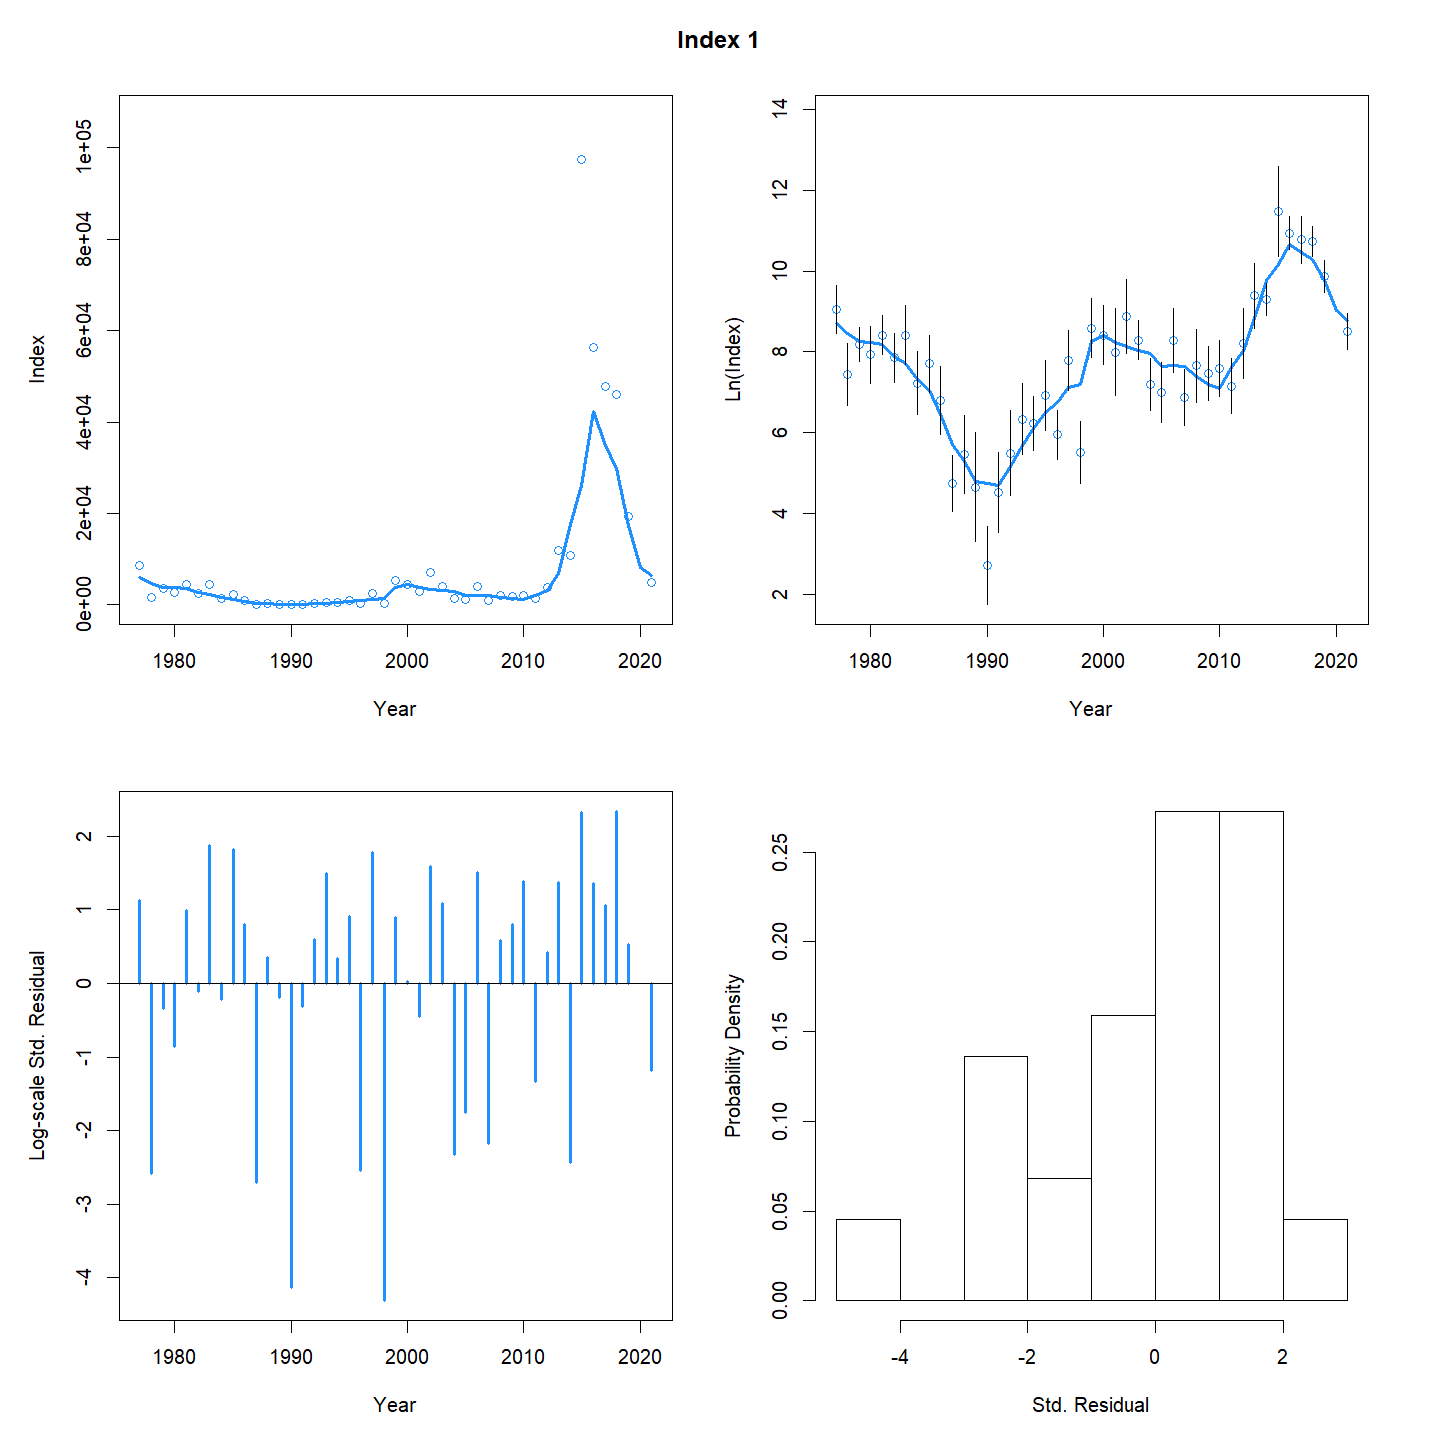 Index 1
Index
0e+00 2e+04 4e+04 6e+04 8e+04 1e+05
1980 1990 2000 2010 2020
Year
Ln(Index)
2 4 6 8 10 12 14
1980 1990 2000 2010 2020
Year
Log-scale Std. Residual
-4 -3 -2 -1 0 1 2
1980 1990 2000 2010 2020
Year
Probability Density
0.00 0.05 0.10 0.15 0.20 0.25
-4 -2 0 2
Std. Residual